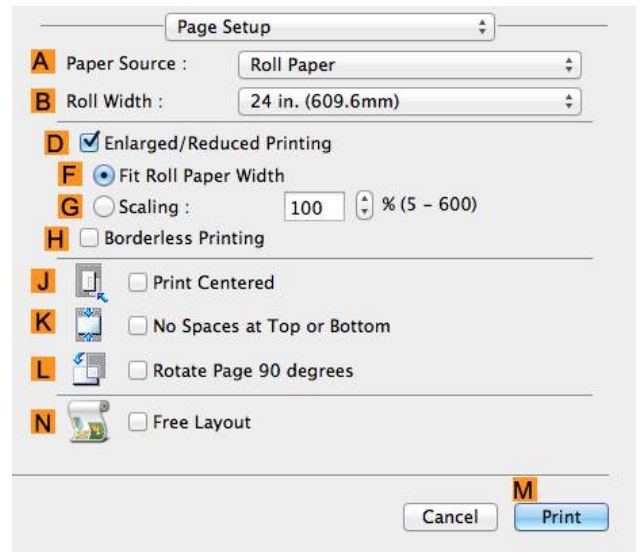 Page Setup
A Paper Source : Roll Paper
B Roll Width : 24 in. (609.6mm)
D Enlarged/Reduced Printing
F Fit Roll Paper Width
G Scaling : 100 % (5 – 600)
H Borderless Printing
J Print Centered
K No Spaces at Top or Bottom
L Rotate Page 90 degrees
N Free Layout
M
Cancel Print